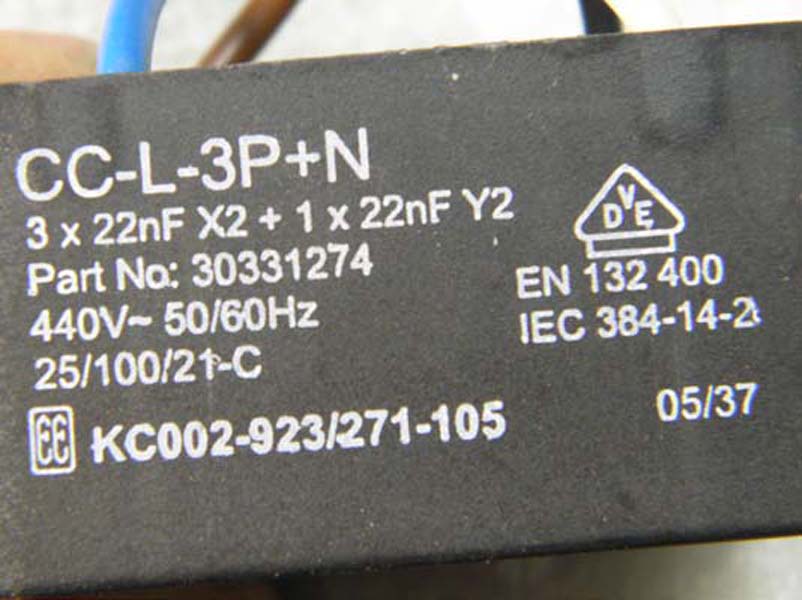 CC-L-3P+N
3 x 22nF X2 + 1 x 22nF Y2
Part No: 30331274
440V~ 50/60Hz
25/100/21-C
KC002-923/271-105
DVE
EN 132 400
IEC 384-14-2
05/37